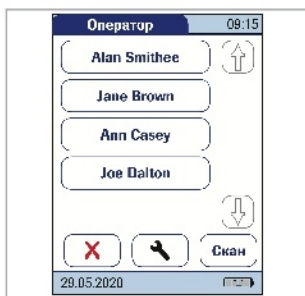 Оператор 09:15
Alan Smithee
Jane Brown
Ann Casey
Joe Dalton
Скан
29.05.2020